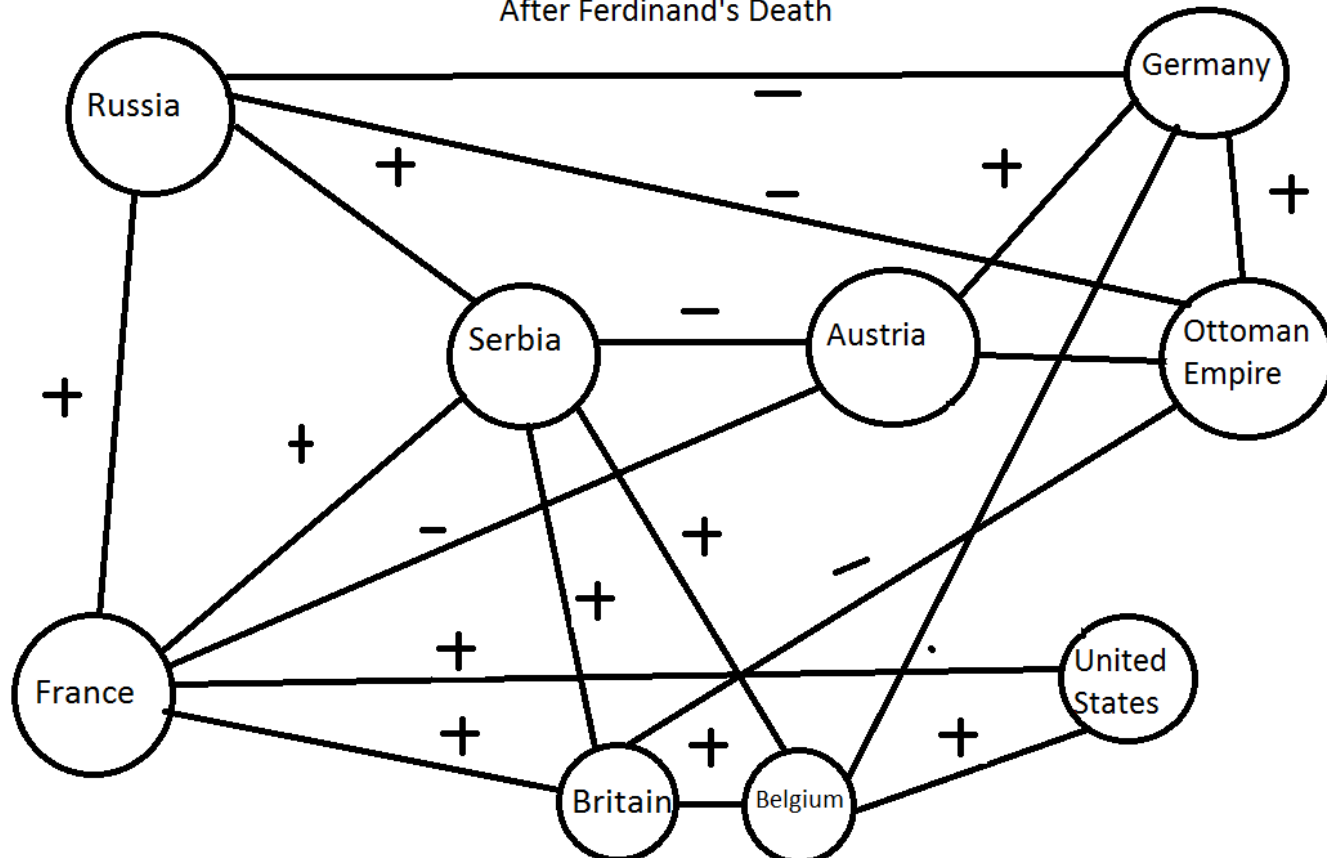 After Ferdinand's Death
Germany
Russia
+
−
+
−
+
Serbia
−
Austria
Ottoman
Empire
+
+
−
+
−
+
+
United
States
France
+
+
+
Britain
Belgium